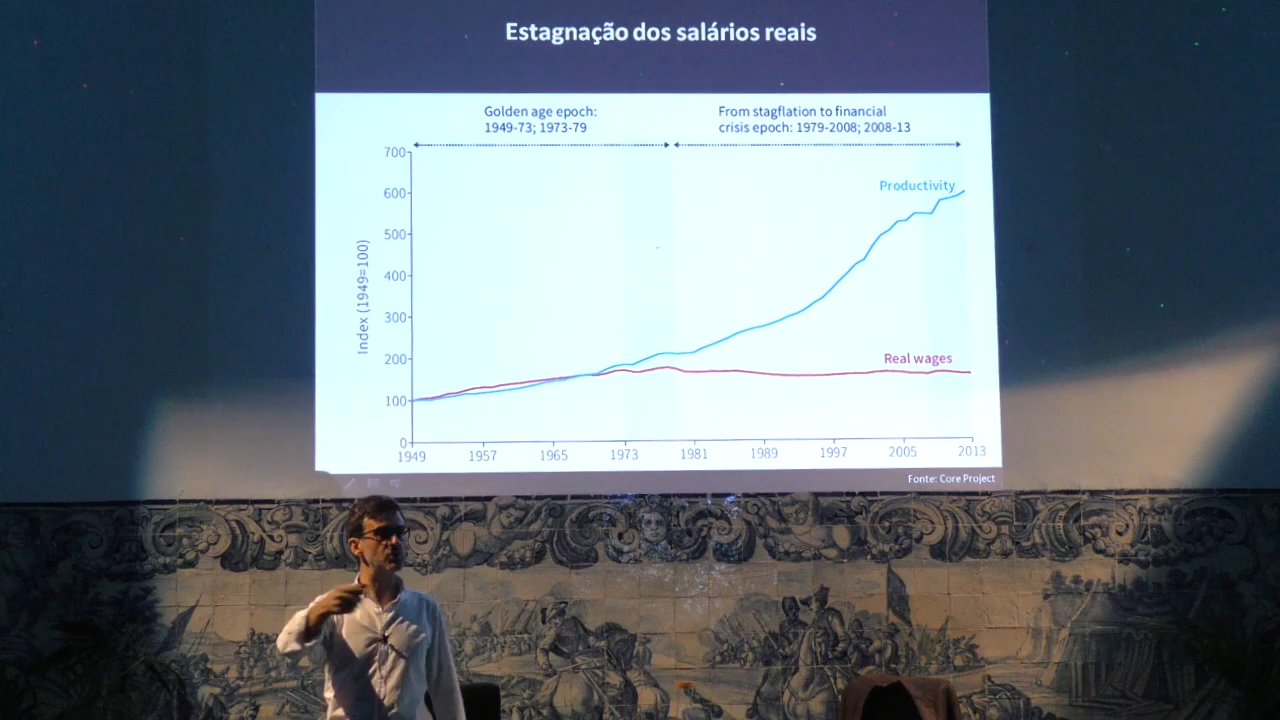 Estagnação dos salários reais
Golden age epoch:
1949-73; 1973-79
From stagflation to financial
crisis epoch: 1979-2008; 2008-13
700
600
500
400
300
200
100
0
Index (1949=100)
Productivity
Real wages
1949 1957 1965 1973 1981 1989 1997 2005 2013
Fonte: Core Project